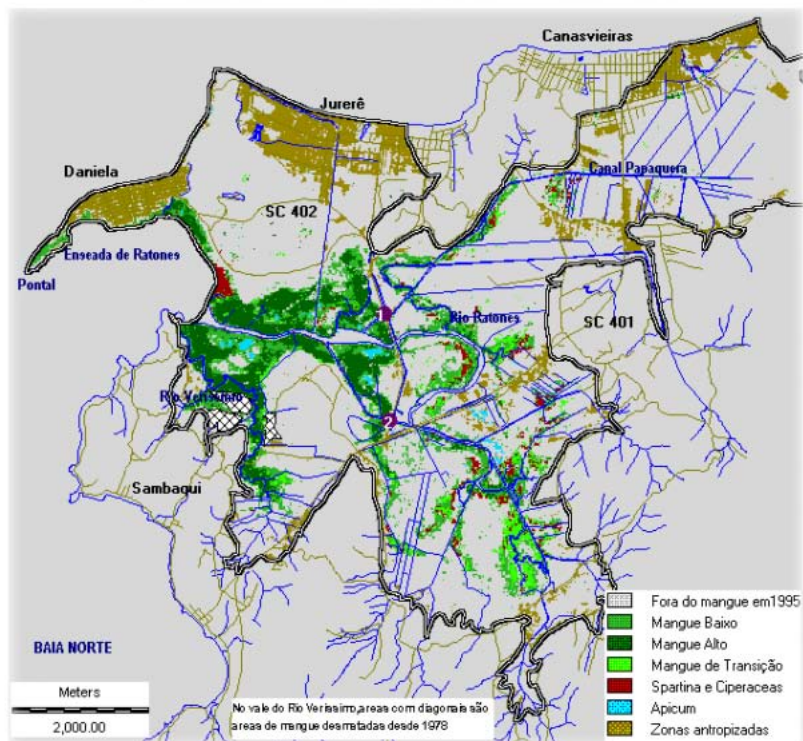 Canasvieiras
Jurerê
Daniela
Canal Papaquera
SC 402
Enseada de Ratones
Pontal
1
Rio Ratones
SC 401
Rio Veríssimo
2
Sambaqui
BAIA NORTE
Meters
2,000.00
No vale do Rio Verissimo,areas com diagonais são
areas de mangue desmatadas desde 1978
Fora do mangue em1995
Mangue Baixo
Mangue Alto
Mangue de Transição
Spartina e Ciperaceas
Apicum
Zonas antropizadas